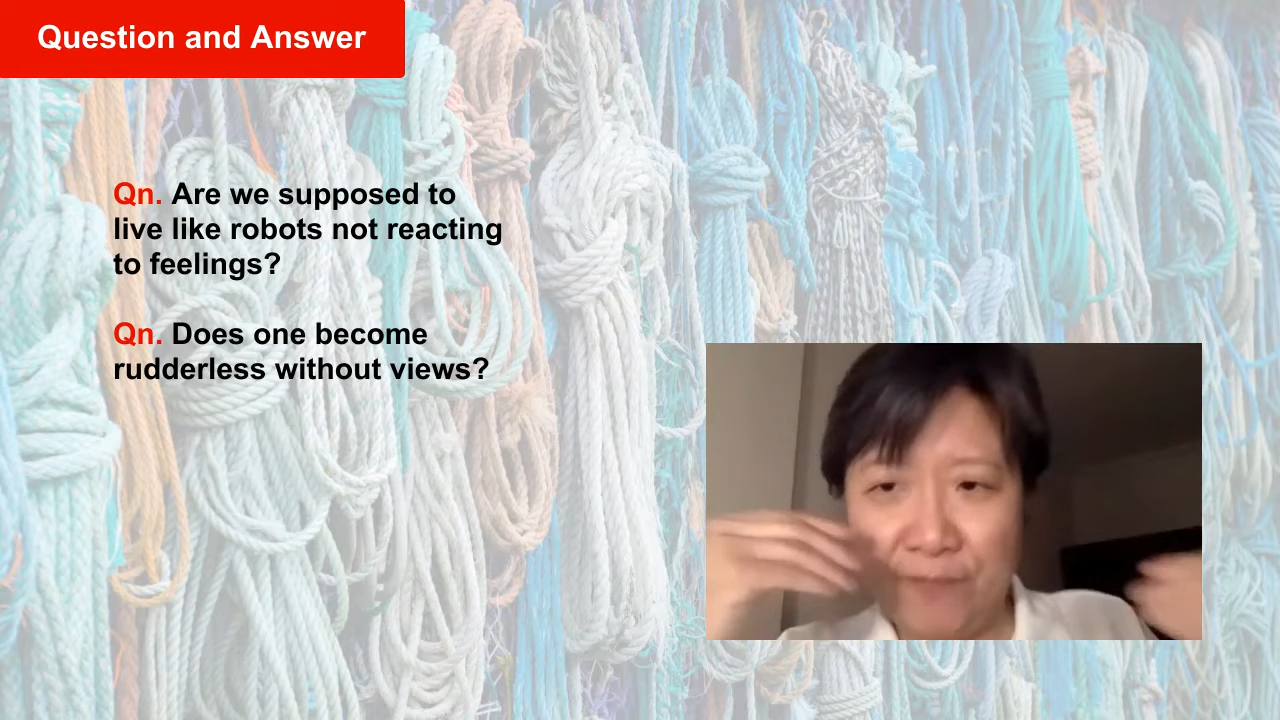 Question and Answer
Qn. Are we supposed to
live like robots not reacting
to feelings?
Qn. Does one become
rudderless without views?